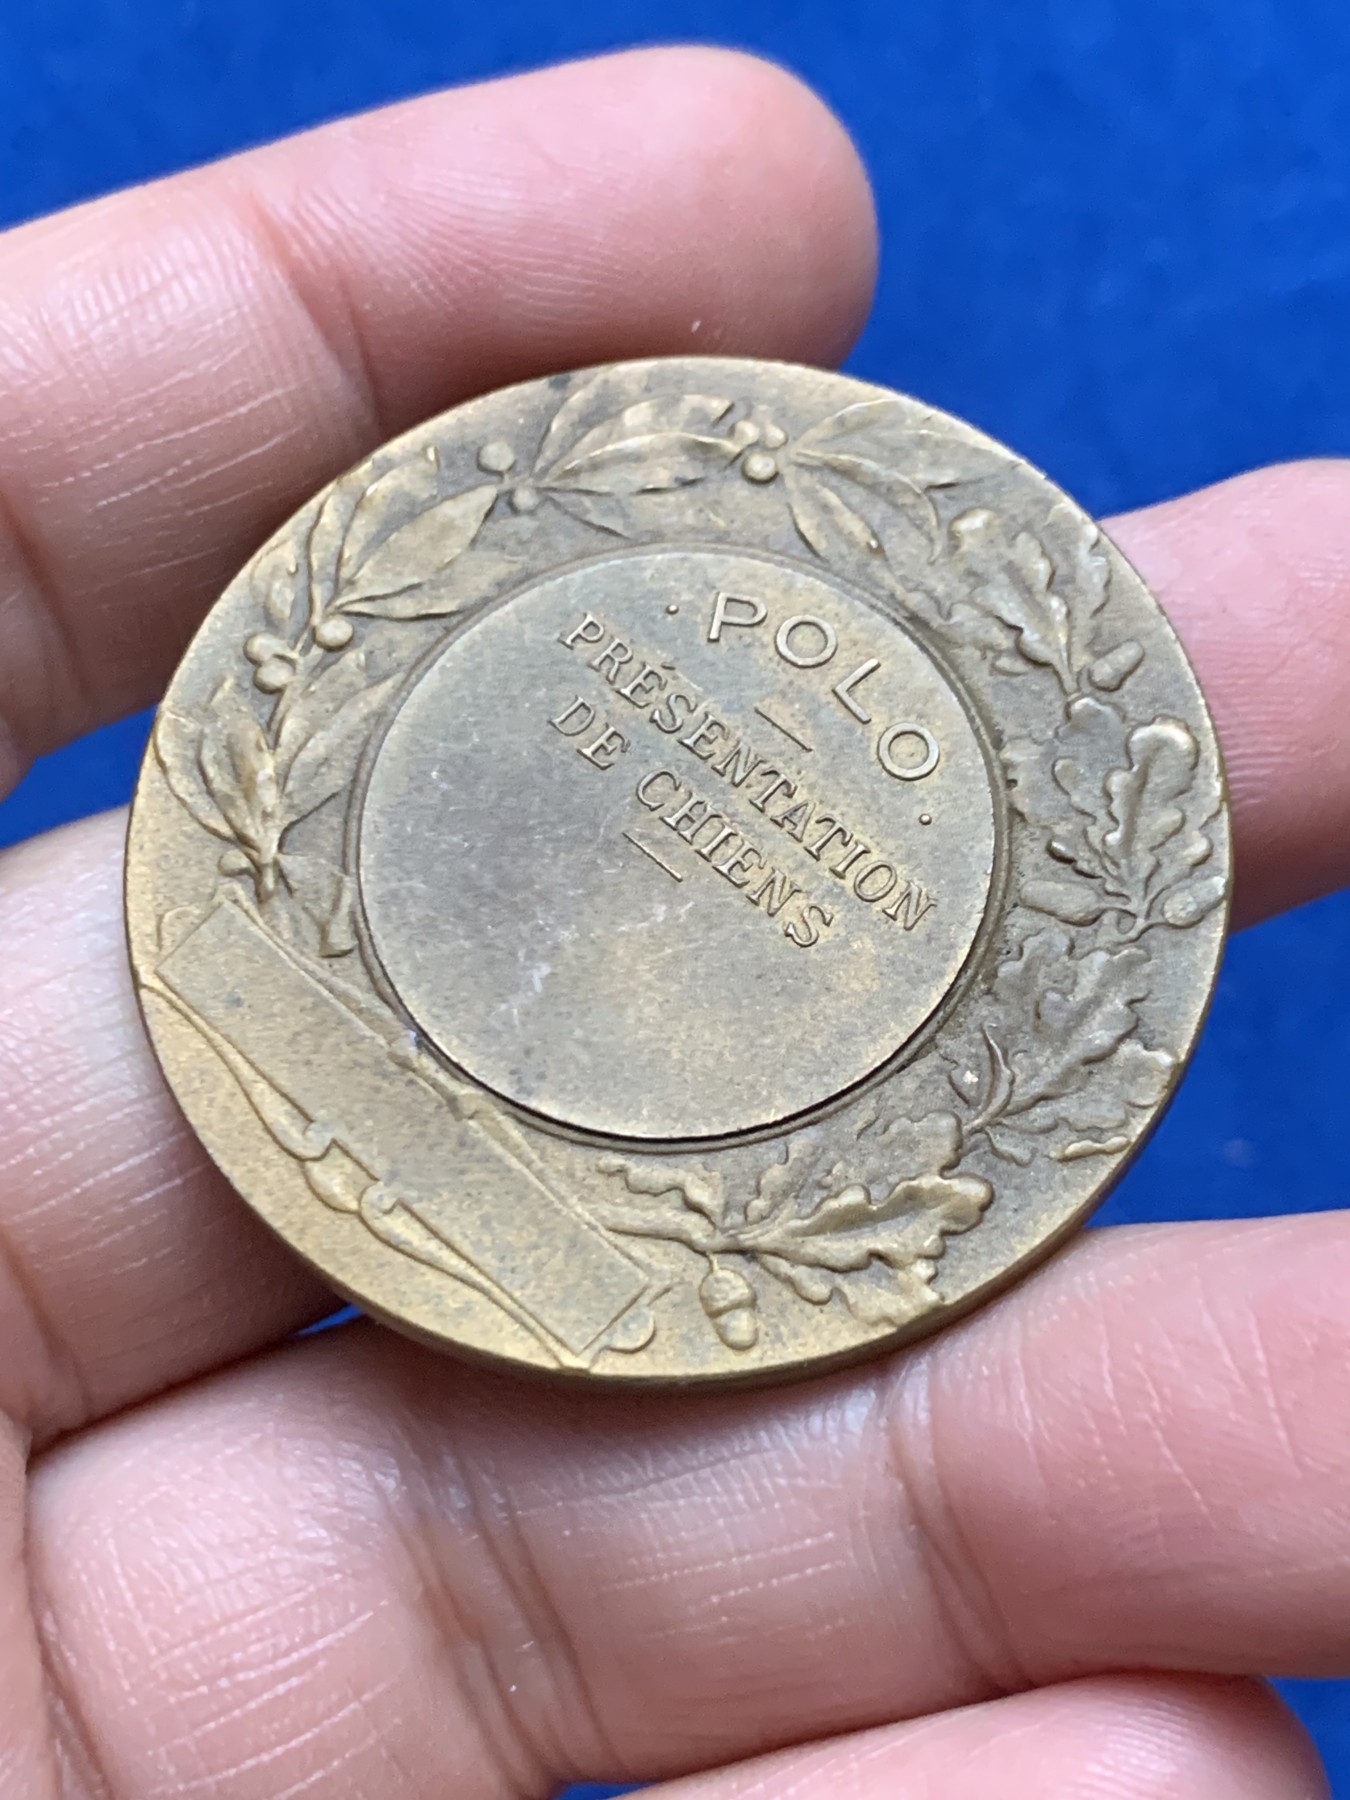 · POLO ·
PRÉSENTATION
DE CHIENS